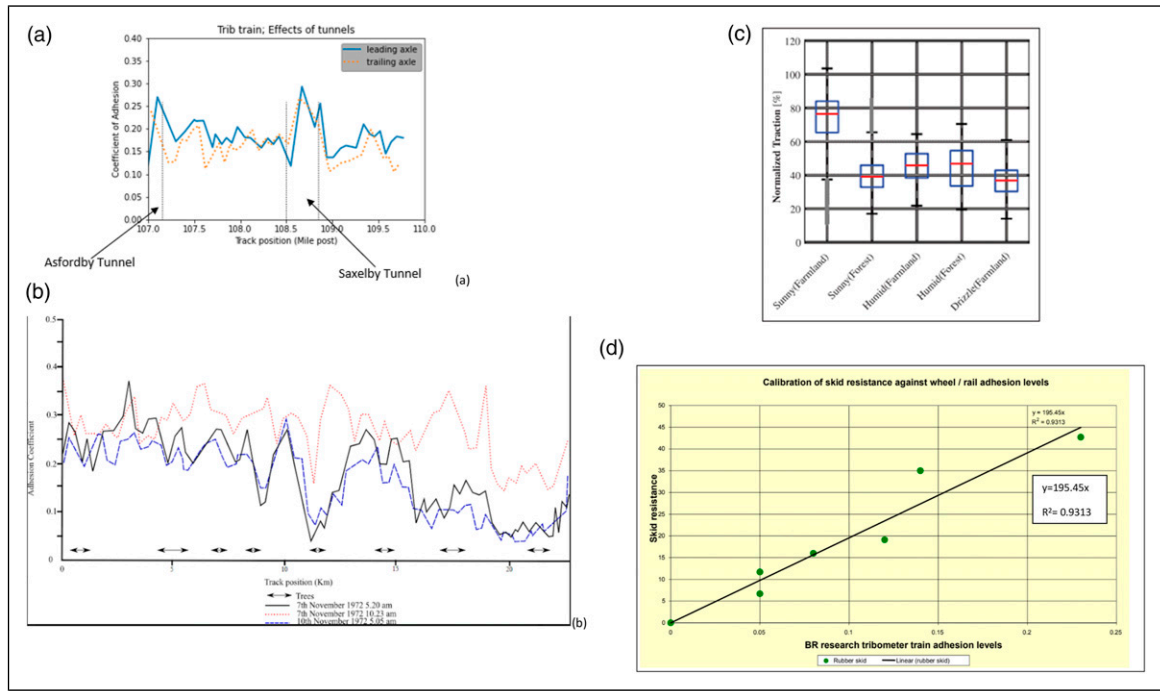 (a)
Trib train; Effects of tunnels
leading axle
trailing axle
Coefficient of Adhesion
0.40
0.35
0.30
0.25
0.20
0.15
0.10
0.05
0.00
107.0 107.5 108.0 108.5 109.0 109.5 110.0
Track position (Mile post)
Asfordby Tunnel
Saxelby Tunnel
(a)
(b)
Adhesion Coefficient
0.5
0.4
0.3
0.2
0.1
0
0 5 10 15 20
Track position (Km)
Trees
7th November 1972 5.20 am
7th November 1972 10.23 am
10th November 1972 5.05 am
(b)
(c)
Normalized Traction [%]
120
100
80
60
40
20
0
Sunny(Farmland)
Sunny(Forest)
Humid(Farmland)
Humid(Forest)
Drizzle(Farmland)
(d)
Calibration of skid resistance against wheel / rail adhesion levels
Skid resistance
50
45
40
35
30
25
20
15
10
5
0
y = 195.45x
R² = 0.9313
y=195.45x
R²= 0.9313
0 0.05 0.1 0.15 0.2 0.25
BR research tribometer train adhesion levels
Rubber skid
Linear (rubber skid)